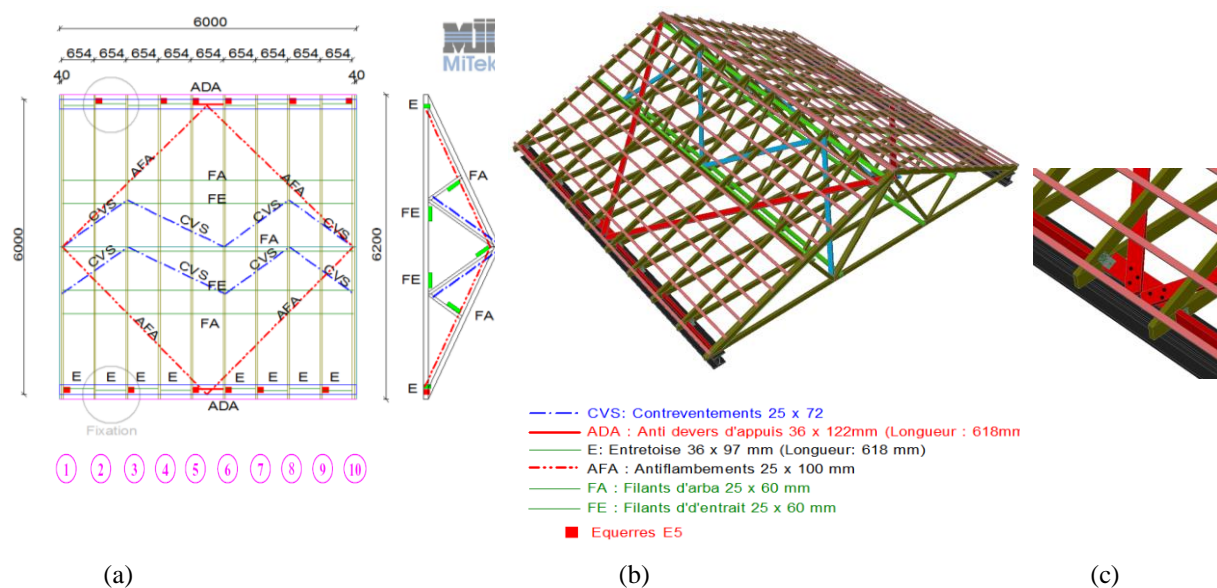 6000
654 654 654 654 654 654 654 654 654
40 40
ADA
6000
AFA AFA
FA
FE
CVS CVS CVS CVS
FA
CVS CVS CVS CVS
FE
FA
AFA AFA
E E E E E E E E
ADA
Fixation
1 2 3 4 5 6 7 8 9 10
(a)
MiTek
E
FA
FE
6200
FE
FA
E
(b)
CVS: Contreventements 25 x 72
ADA : Anti devers d'appuis 36 x 122mm (Longueur : 618mm
E: Entretoise 36 x 97 mm (Longueur: 618 mm)
AFA : Antiflambements 25 x 100 mm
FA : Filants d'arba 25 x 60 mm
FE : Filants d'd'entrait 25 x 60 mm
Equerres E5
(c)